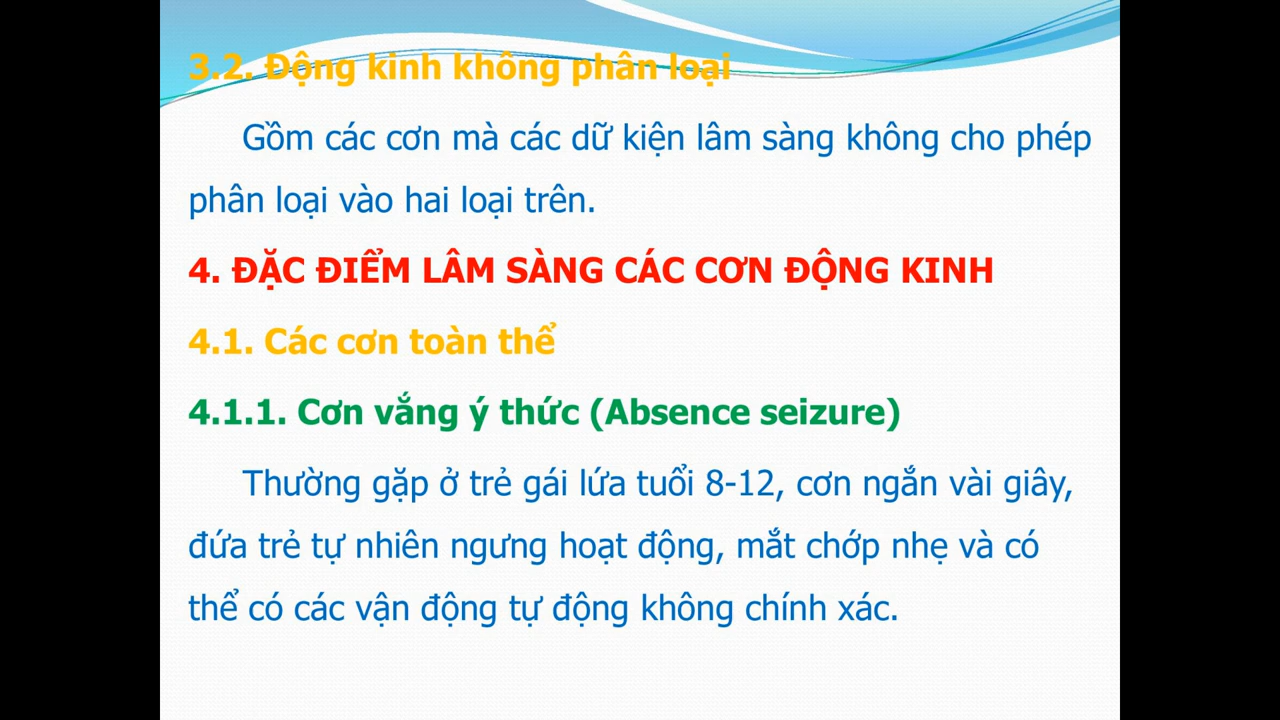 3.2. Động kinh không phân loại
Gồm các cơn mà các dữ kiện lâm sàng không cho phép
phân loại vào hai loại trên.
4. ĐẶC ĐIỂM LÂM SÀNG CÁC CƠN ĐỘNG KINH
4.1. Các cơn toàn thể
4.1.1. Cơn vắng ý thức (Absence seizure)
Thường gặp ở trẻ gái lứa tuổi 8-12, cơn ngắn vài giây,
đứa trẻ tự nhiên ngưng hoạt động, mắt chớp nhẹ và có
thể có các vận động tự động không chính xác.